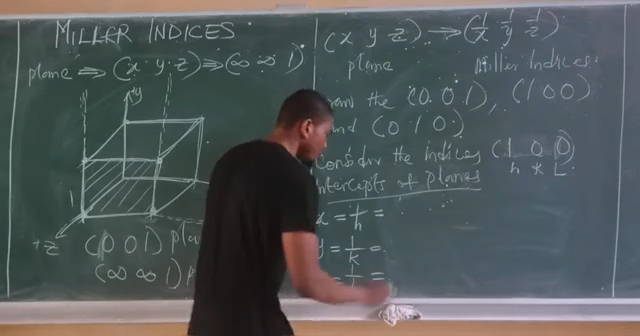 MILLER INDICES
plane ⇒ (x y z) ⇒ (∞ ∞ 1)
+y
1
+z
(0 0 1) pla
(∞ ∞ 1) p
(x y z) → (1/x 1/y 1/z)
plane Miller Indices
the (0 0 1), (1 0 0)
and (0 1 0)
Consider the indices (1 0 0)
h k L
intercepts of planes
x = 1/h =
y = 1/k =
=